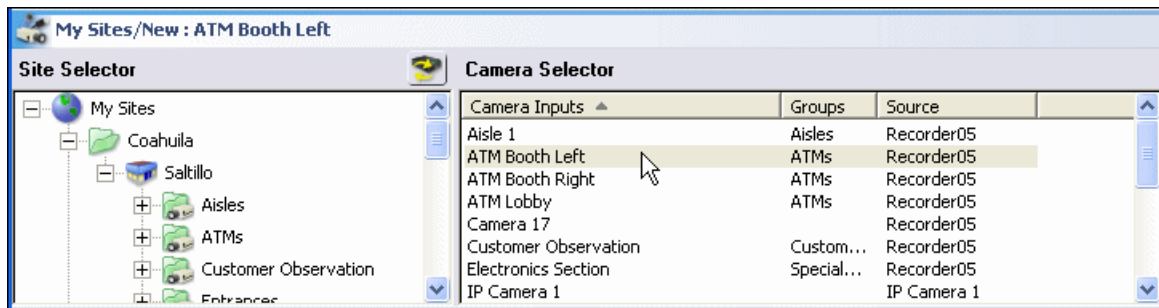 My Sites/New : ATM Booth Left
Site Selector
My Sites
Coahuila
Saltillo
Aisles
ATMs
Customer Observation
Entrances
Camera Selector
Camera Inputs Groups Source
Aisle 1 Aisles Recorder05
ATM Booth Left ATMs Recorder05
ATM Booth Right ATMs Recorder05
ATM Lobby ATMs Recorder05
Camera 17 Recorder05
Customer Observation Custom... Recorder05
Electronics Section Special... Recorder05
IP Camera 1 IP Camera 1